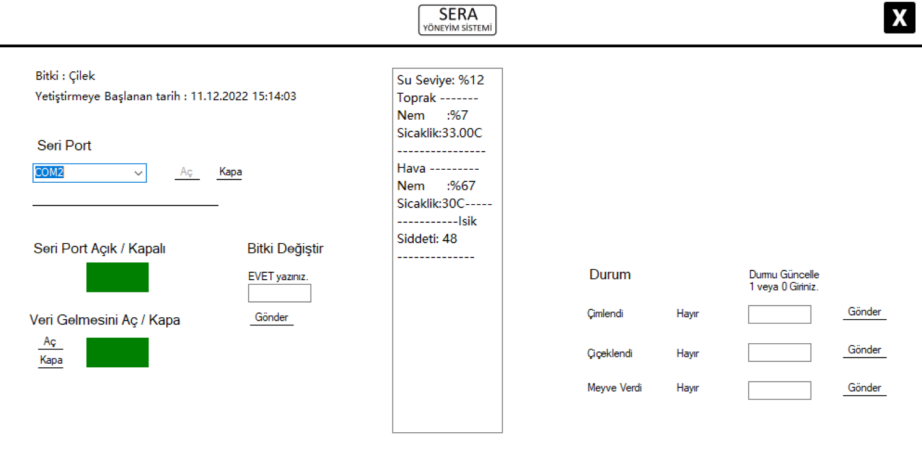 SERA
YÖNEYİM SİSTEMİ
X
Bitki : Çilek
Yetiştirmeye Başlanan tarih : 11.12.2022 15:14:03
Seri Port
COM2
Aç
Kapa
Seri Port Açık / Kapalı
Veri Gelmesini Aç / Kapa
Aç
Kapa
Bitki Değiştir
EVET yazınız.
Gönder
Su Seviye: %12
Toprak -------
Nem :%7
Sicaklik:33.00C
----------------
Hava ---------
Nem :%67
Sicaklik:30C-----
-----------Isik
Siddeti: 48
--------------
Durum
Durmu Güncelle
1 veya 0 Giriniz.
Çimlendi Hayır Gönder
Çiçeklendi Hayır Gönder
Meyve Verdi Hayır Gönder